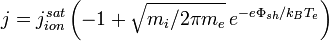 j = j_{ion}^{sat} \left( -1 + \sqrt{m_i/2\pi m_e} \, e^{-e\Phi_{sh}/k_B T_e} \right)